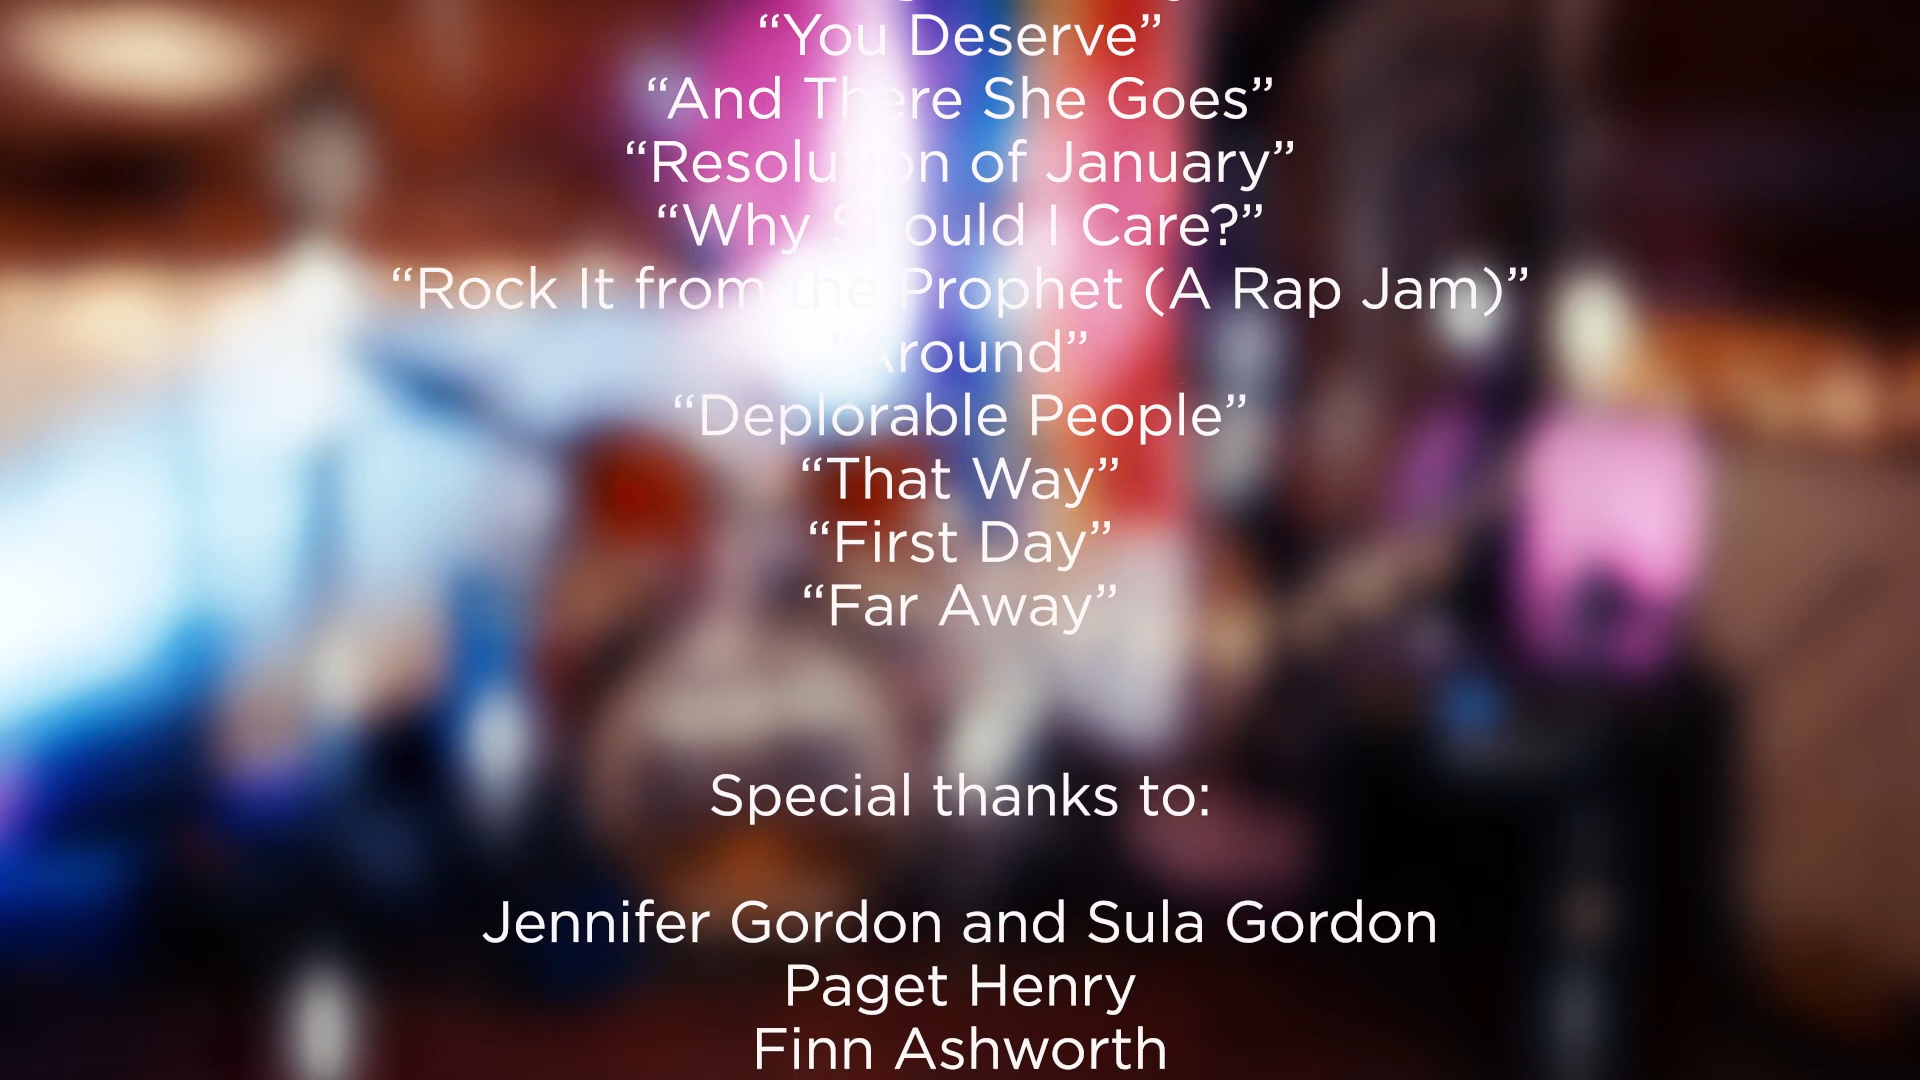 “You Deserve”
“And There She Goes”
“Resolution of January”
“Why Should I Care?”
“Rock It from the Prophet (A Rap Jam)”
“Around”
“Deplorable People”
“That Way”
“First Day”
“Far Away”
Special thanks to:
Jennifer Gordon and Sula Gordon
Paget Henry
Finn Ashworth